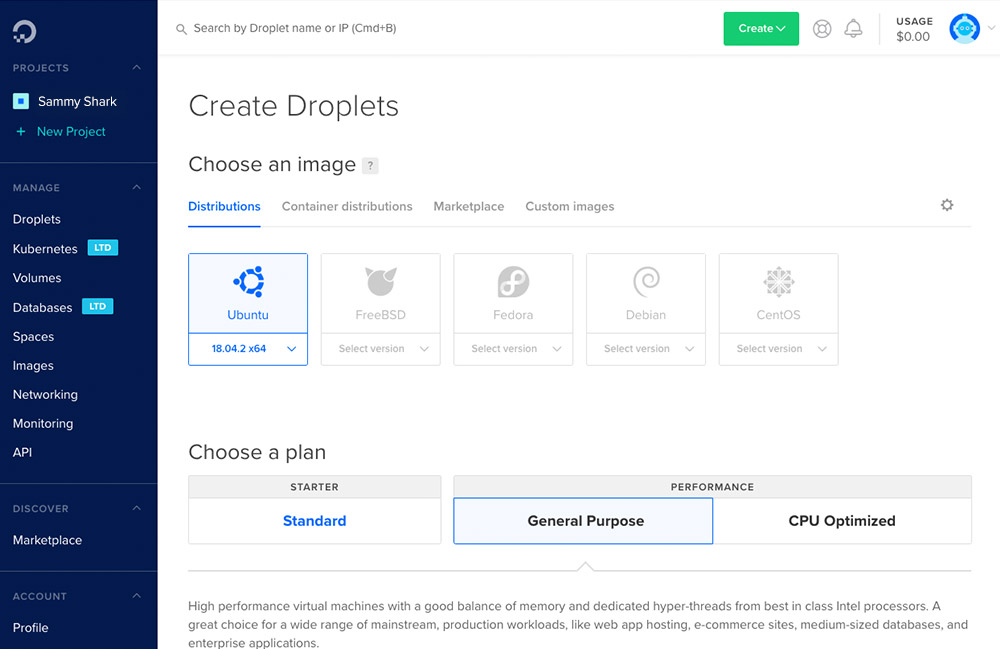 Search by Droplet name or IP (Cmd+B)
Create
USAGE
$0.00
PROJECTS
Sammy Shark
+ New Project
MANAGE
Droplets
Kubernetes LTD
Volumes
Databases LTD
Spaces
Images
Networking
Monitoring
API
DISCOVER
Marketplace
ACCOUNT
Profile
Create Droplets
Choose an image ?
Distributions Container distributions Marketplace Custom images
Ubuntu FreeBSD Fedora Debian CentOS
18.04.2 x64 Select version Select version Select version Select version
Choose a plan
STARTER PERFORMANCE
Standard General Purpose CPU Optimized
High performance virtual machines with a good balance of memory and dedicated hyper-threads from best in class Intel processors. A
great choice for a wide range of mainstream, production workloads, like web app hosting, e-commerce sites, medium-sized databases, and
enterprise applications.